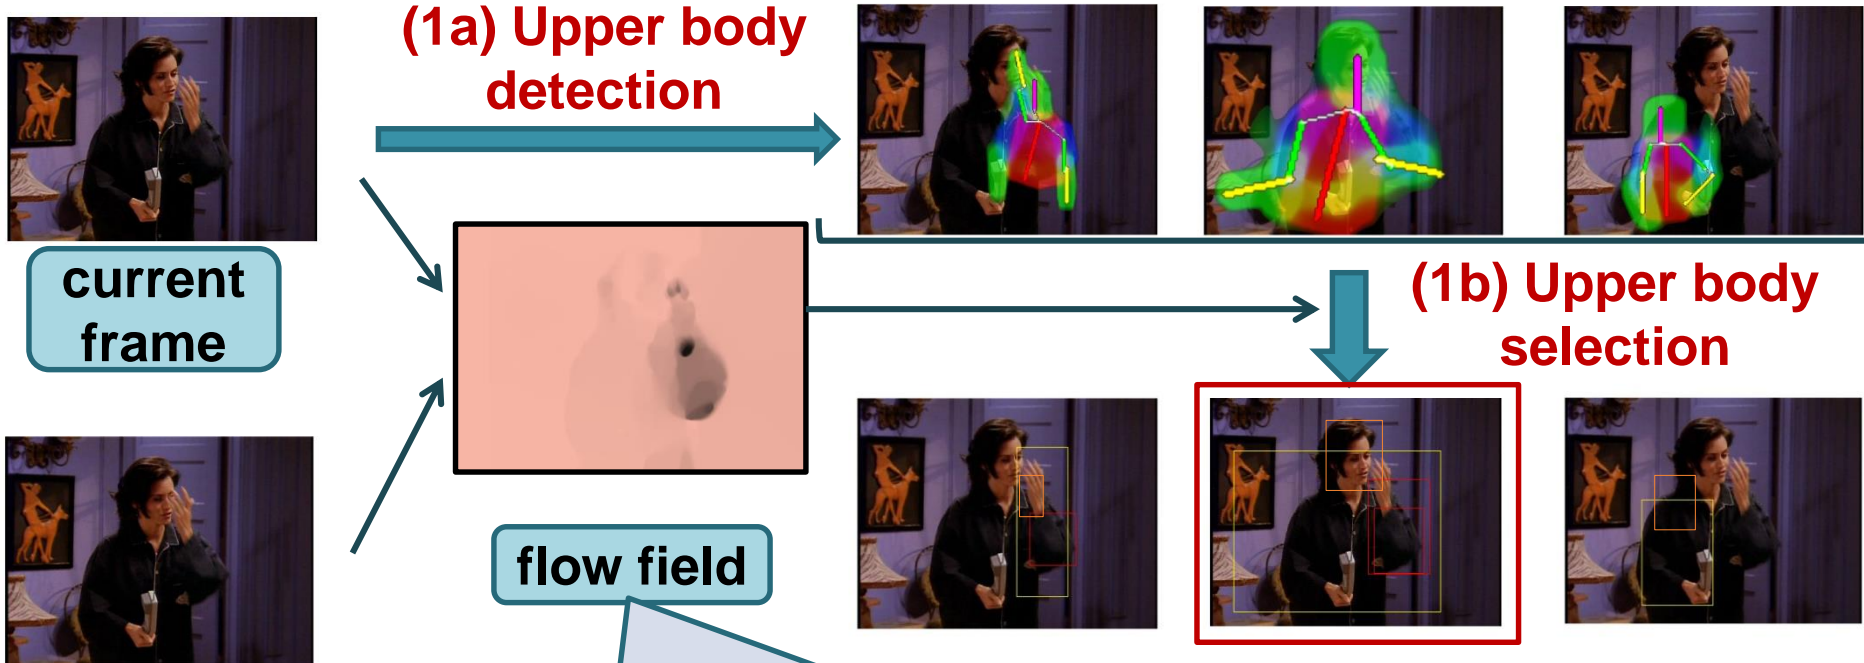 (1a) Upper body
detection
current
frame
(1b) Upper body
selection
flow field